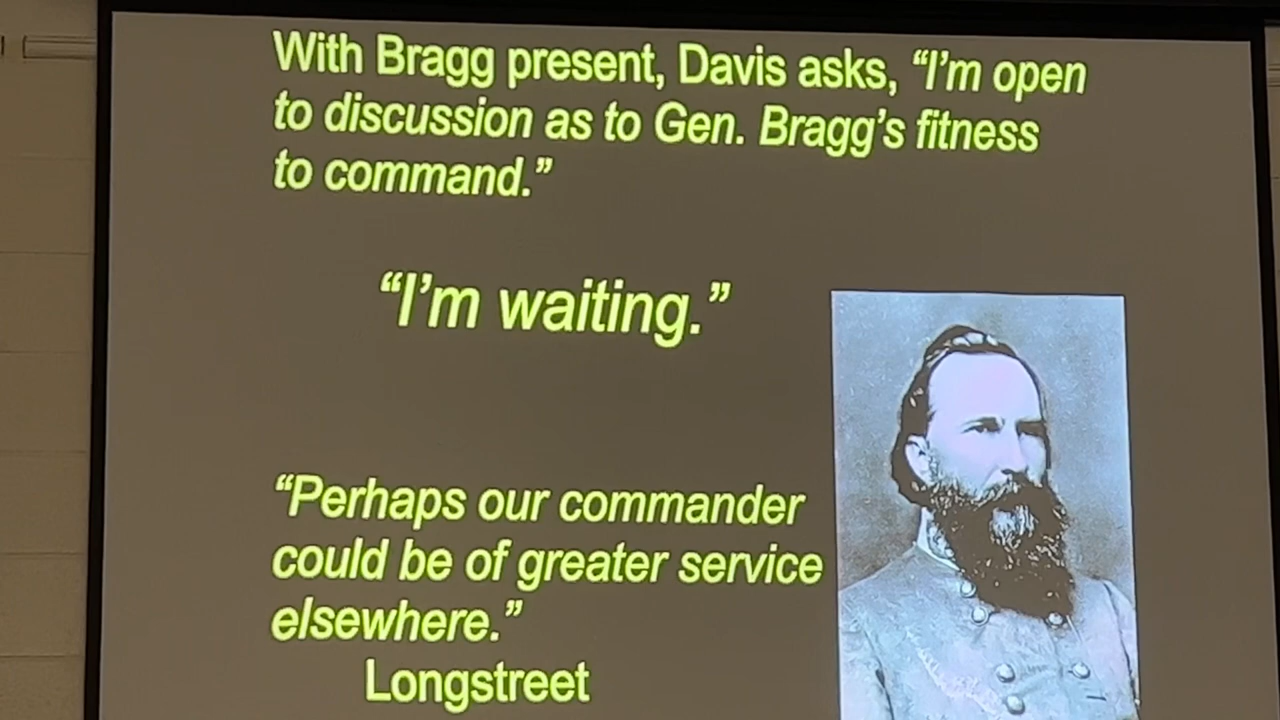 With Bragg present, Davis asks, “I’m open
to discussion as to Gen. Bragg’s fitness
to command.”
“I’m waiting.”
“Perhaps our commander
could be of greater service
elsewhere.”
Longstreet